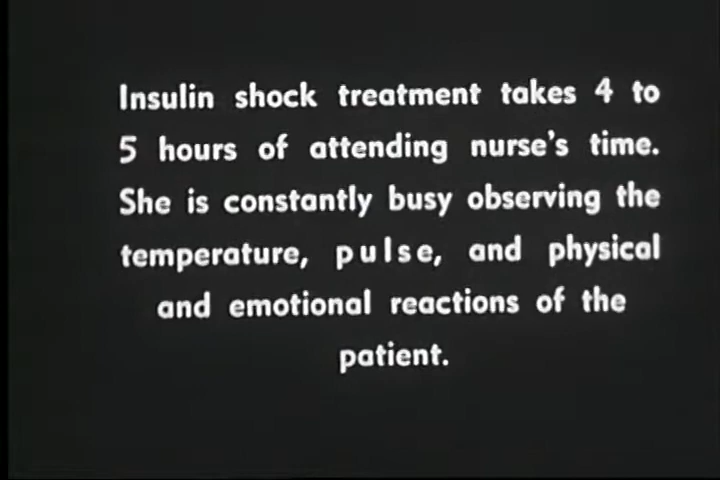 Insulin shock treatment takes 4 to
5 hours of attending nurse's time.
She is constantly busy observing the
temperature, pulse, and physical
and emotional reactions of the
patient.